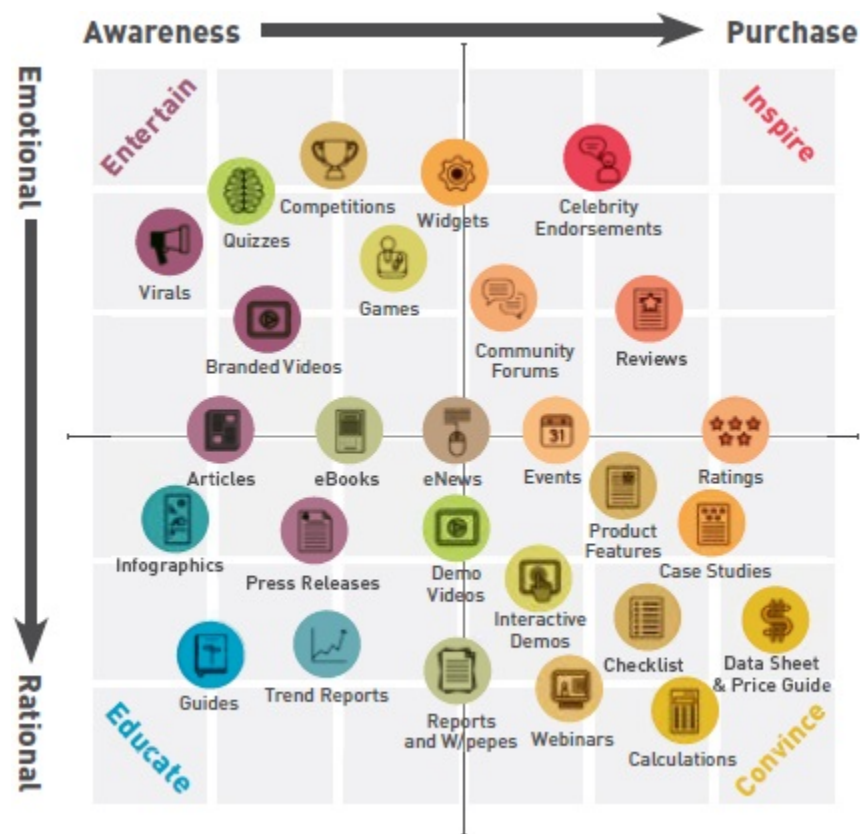 Awareness
Purchase
Emotional
Rational
Entertain
Inspire
Competitions
Widgets
Celebrity
Endorsements
Quizzes
Virals
Games
Branded Videos
Community
Forums
Reviews
Articles
eBooks
eNews
31
Events
Ratings
Infographics
Press Releases
Demo
Videos
Product
Features
Case Studies
Interactive
Demos
Guides
Trend Reports
Reports
and W/pepes
Webinars
Checklist
Data Sheet
& Price Guide
Calculations
Educate
Convince